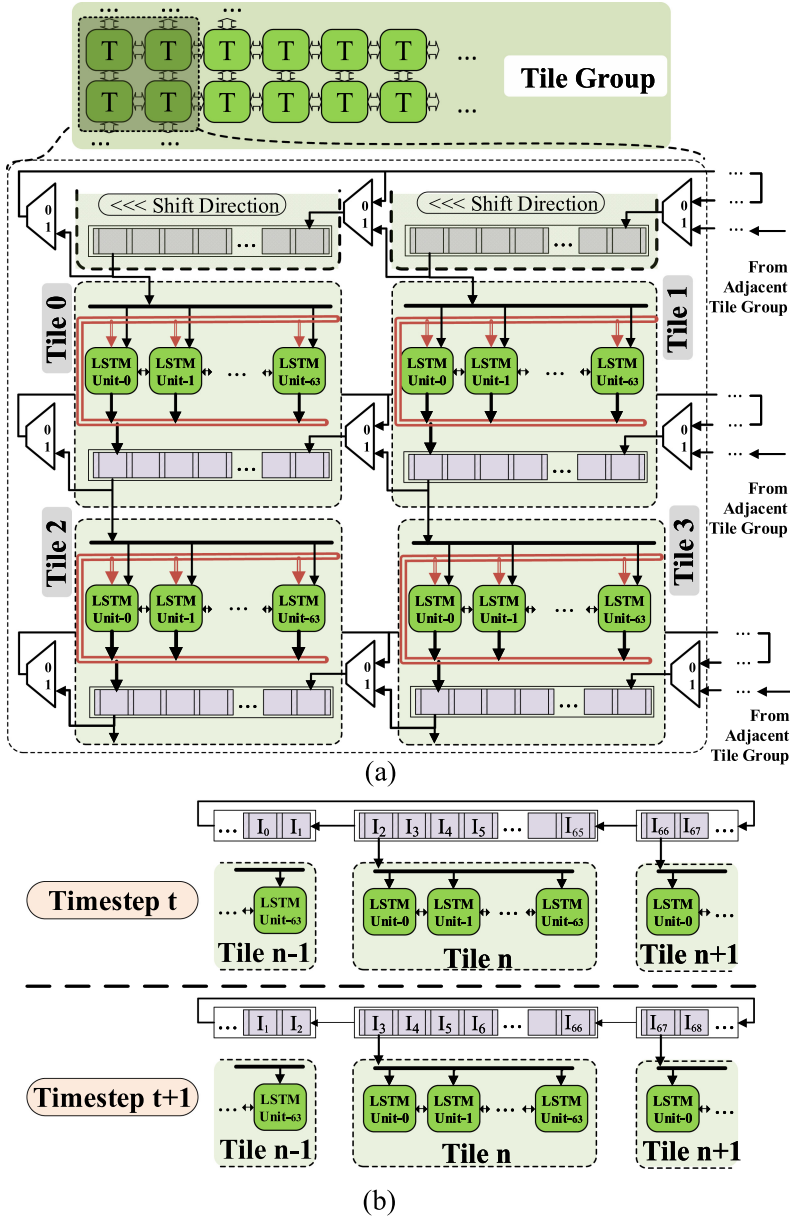 ... ... ...
T T T T T T ...
Tile Group
T T T T T T ...
... ...
0 1
<<< Shift Direction
0 1
<<< Shift Direction
0 1
...
...
... ...
From
Adjacent
Tile Group
Tile 0
LSTM Unit-0 LSTM Unit-1 ... LSTM Unit-63
Tile 1
LSTM Unit-0 LSTM Unit-1 ... LSTM Unit-63
0 1
...
0 1
...
0 1
...
...
From
Adjacent
Tile Group
Tile 2
LSTM Unit-0 LSTM Unit-1 ... LSTM Unit-63
Tile 3
LSTM Unit-0 LSTM Unit-1 ... LSTM Unit-63
0 1
...
0 1
...
0 1
...
...
From
Adjacent
Tile Group
(a)
... I0 I1 I2 I3 I4 I5 ... I65 I66 I67 ...
Timestep t
... LSTM Unit-63 LSTM Unit-0 LSTM Unit-1 ... LSTM Unit-63 LSTM Unit-0 ...
Tile n-1 Tile n Tile n+1
... I1 I2 I3 I4 I5 I6 ... I66 I67 I68 ...
Timestep t+1
... LSTM Unit-63 LSTM Unit-0 LSTM Unit-1 ... LSTM Unit-63 LSTM Unit-0 ...
Tile n-1 Tile n Tile n+1
(b)